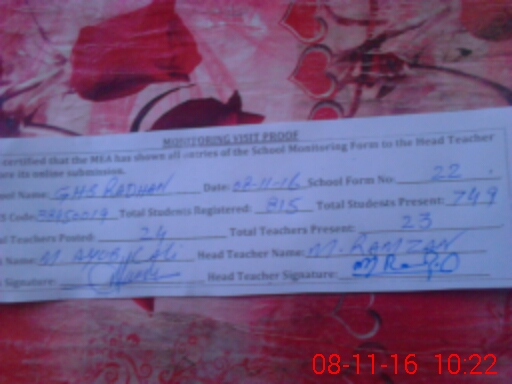 MONITORING VISIT PROOF
certified that the MEA has shown all entries of the School Monitoring Form to the Head Teacher
online submission.
Name: GHS RADHAN Date: 08-11-16 School Form No: 22
Code: Total Students Registered: 815 Total Students Present: 749
Teachers Posted: 24 Total Teachers Present: 23
Name: M AYOUB Head Teacher Name: M. RAMZAN
Signature: Head Teacher Signature:
08-11-16 10:22